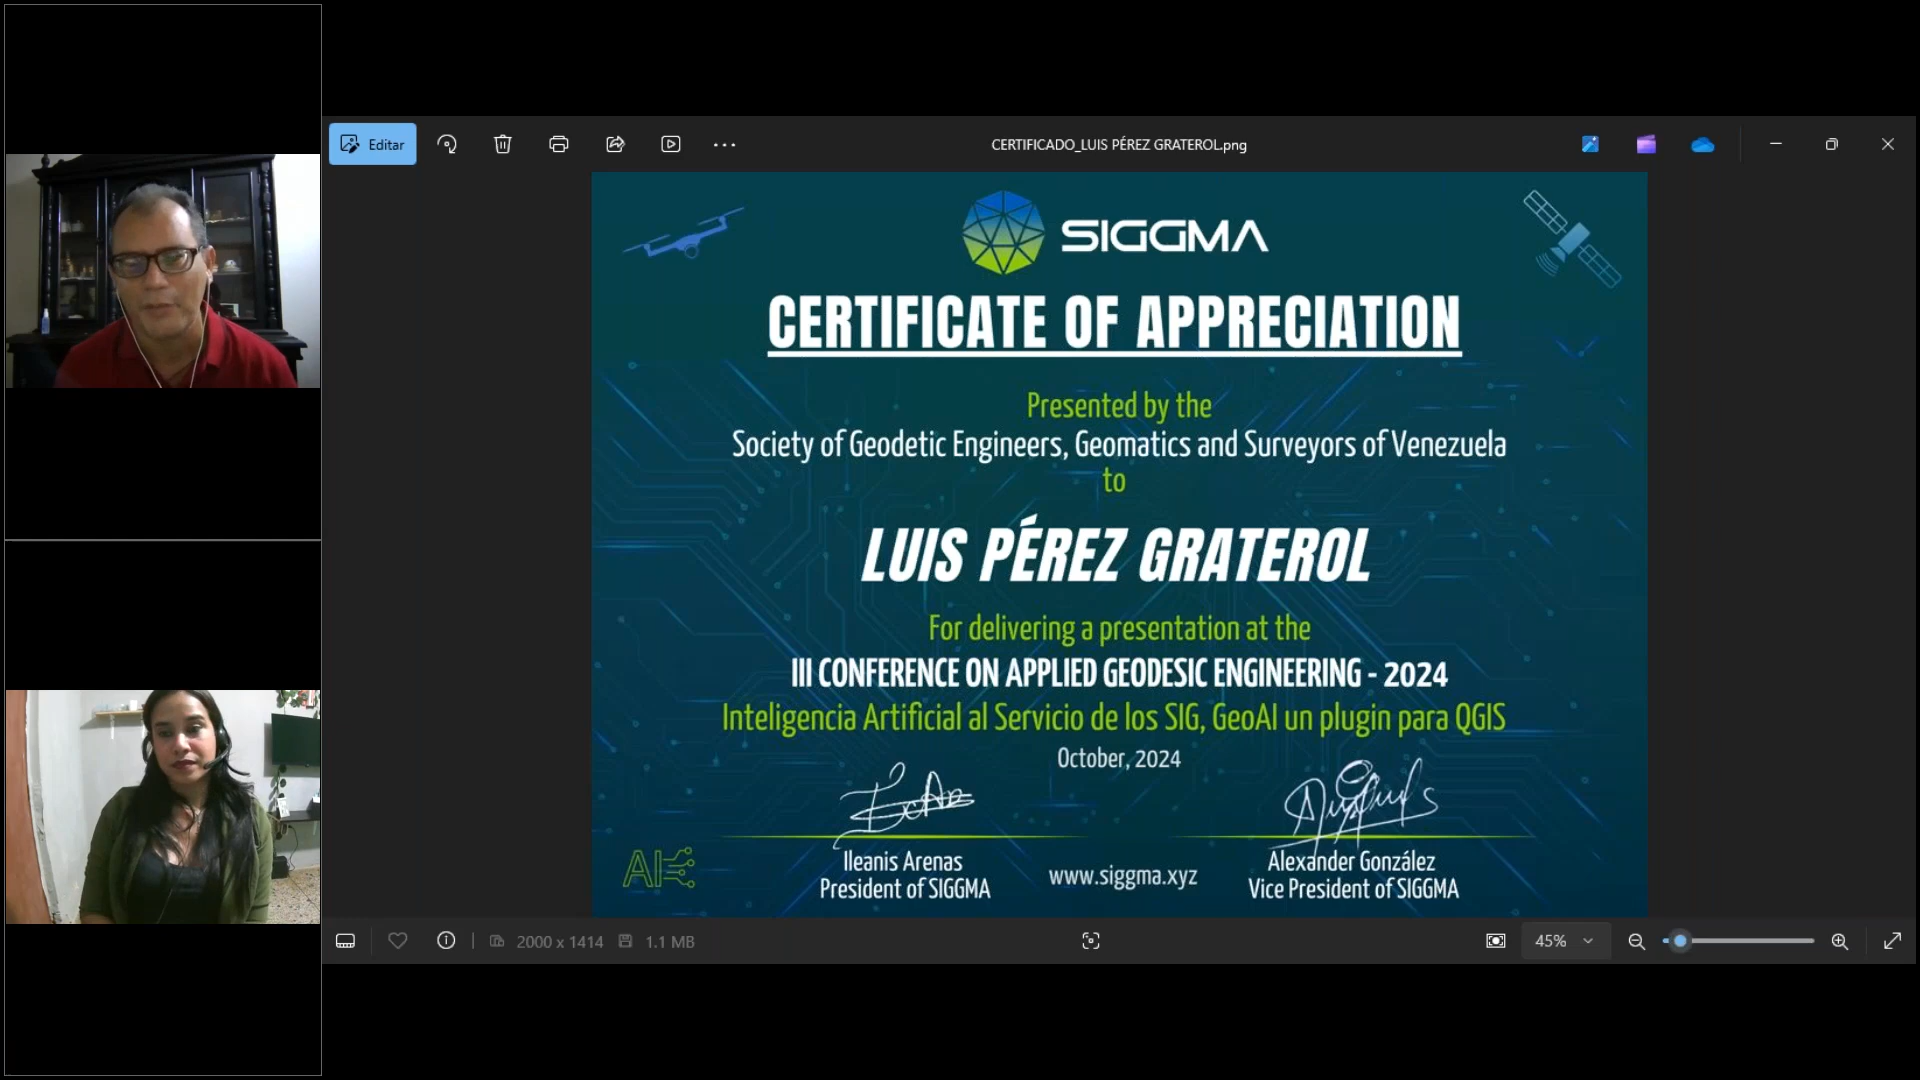 Editar
CERTIFICADO_LUIS PÉREZ GRATEROL.png
SIGGMA
CERTIFICATE OF APPRECIATION
Presented by the
Society of Geodetic Engineers, Geomatics and Surveyors of Venezuela
to
LUIS PÉREZ GRATEROL
For delivering a presentation at the
III CONFERENCE ON APPLIED GEODESIC ENGINEERING - 2024
Inteligencia Artificial al Servicio de los SIG, GeoAI un plugin para QGIS
October, 2024
AI
Ileanis Arenas
President of SIGGMA
www.siggma.xyz
Alexander González
Vice President of SIGGMA
2000 x 1414
1.1 MB
45%